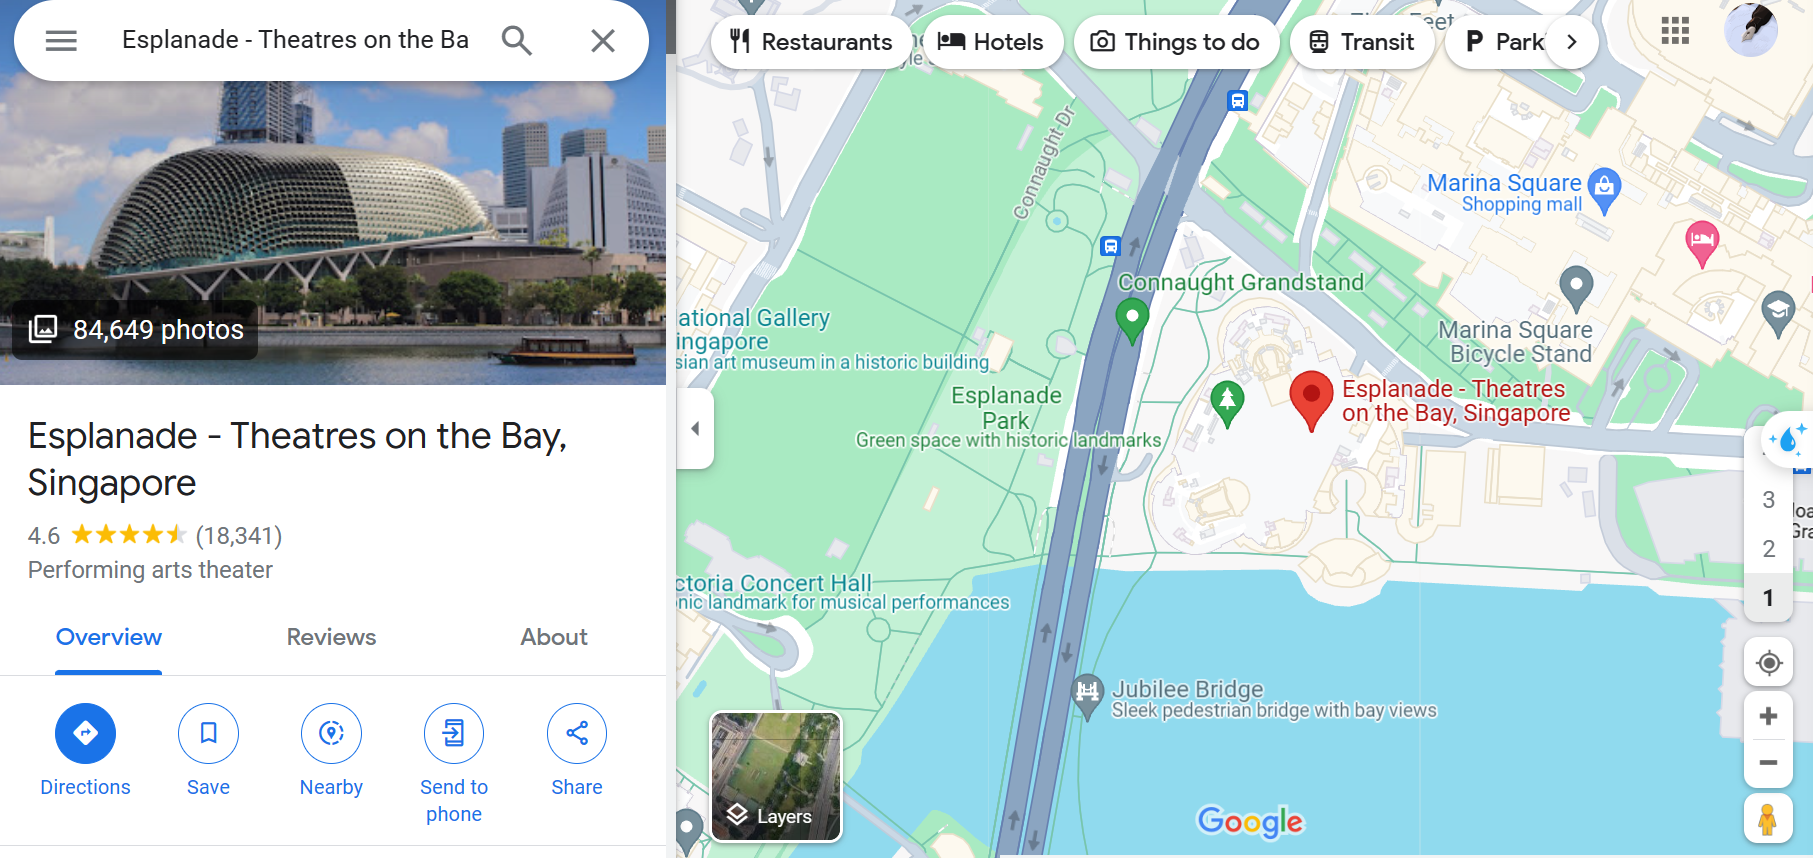 Esplanade - Theatres on the Ba
84,649 photos
Esplanade - Theatres on the Bay,
Singapore
4.6 (18,341)
Performing arts theater
Overview
Reviews
About
Directions
Save
Nearby
Send to
phone
Share
Restaurants
Hotels
Things to do
Transit
Park
Connaught Dr
Marina Square
Shopping mall
Connaught Grandstand
ational Gallery
ingapore
sian art museum in a historic building
Marina Square
Bicycle Stand
Esplanade
Park
Green space with historic landmarks
Esplanade - Theatres
on the Bay, Singapore
3
2
1
ctoria Concert Hall
nic landmark for musical performances
Jubilee Bridge
Sleek pedestrian bridge with bay views
Layers
Google